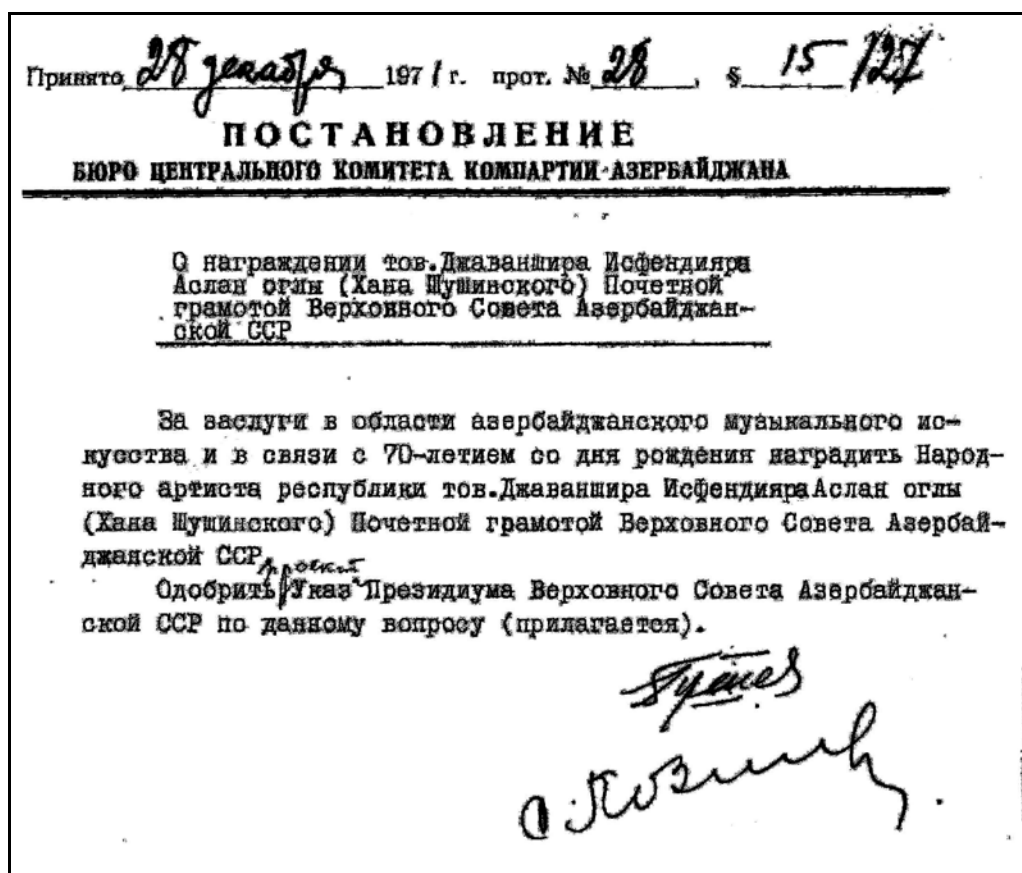 Принято 28 декабря 1971 г. прот. № 28, § 15 /27
ПОСТАНОВЛЕНИЕ
БЮРО ЦЕНТРАЛЬНОГО КОМИТЕТА КОМПАРТИИ АЗЕРБАЙДЖАНА
О награждении тов.Джаваншира Исфендияра
Аслан оглы (Хана Шушинского) Почетной
грамотой Верховного Совета Азербайджан-
ской ССР
За заслуги в области азербайджанского музыкального ис-
кусства и в связи с 70-летием со дня рождения наградить Народ-
ного артиста республики тов.Джаваншира Исфендияра Аслан оглы
(Хана Шушинского) Почетной грамотой Верховного Совета Азербай-
джанской ССР
проект
Одобрить Указ Президиума Верховного Совета Азербайджан-
ской ССР по данному вопросу (прилагается).